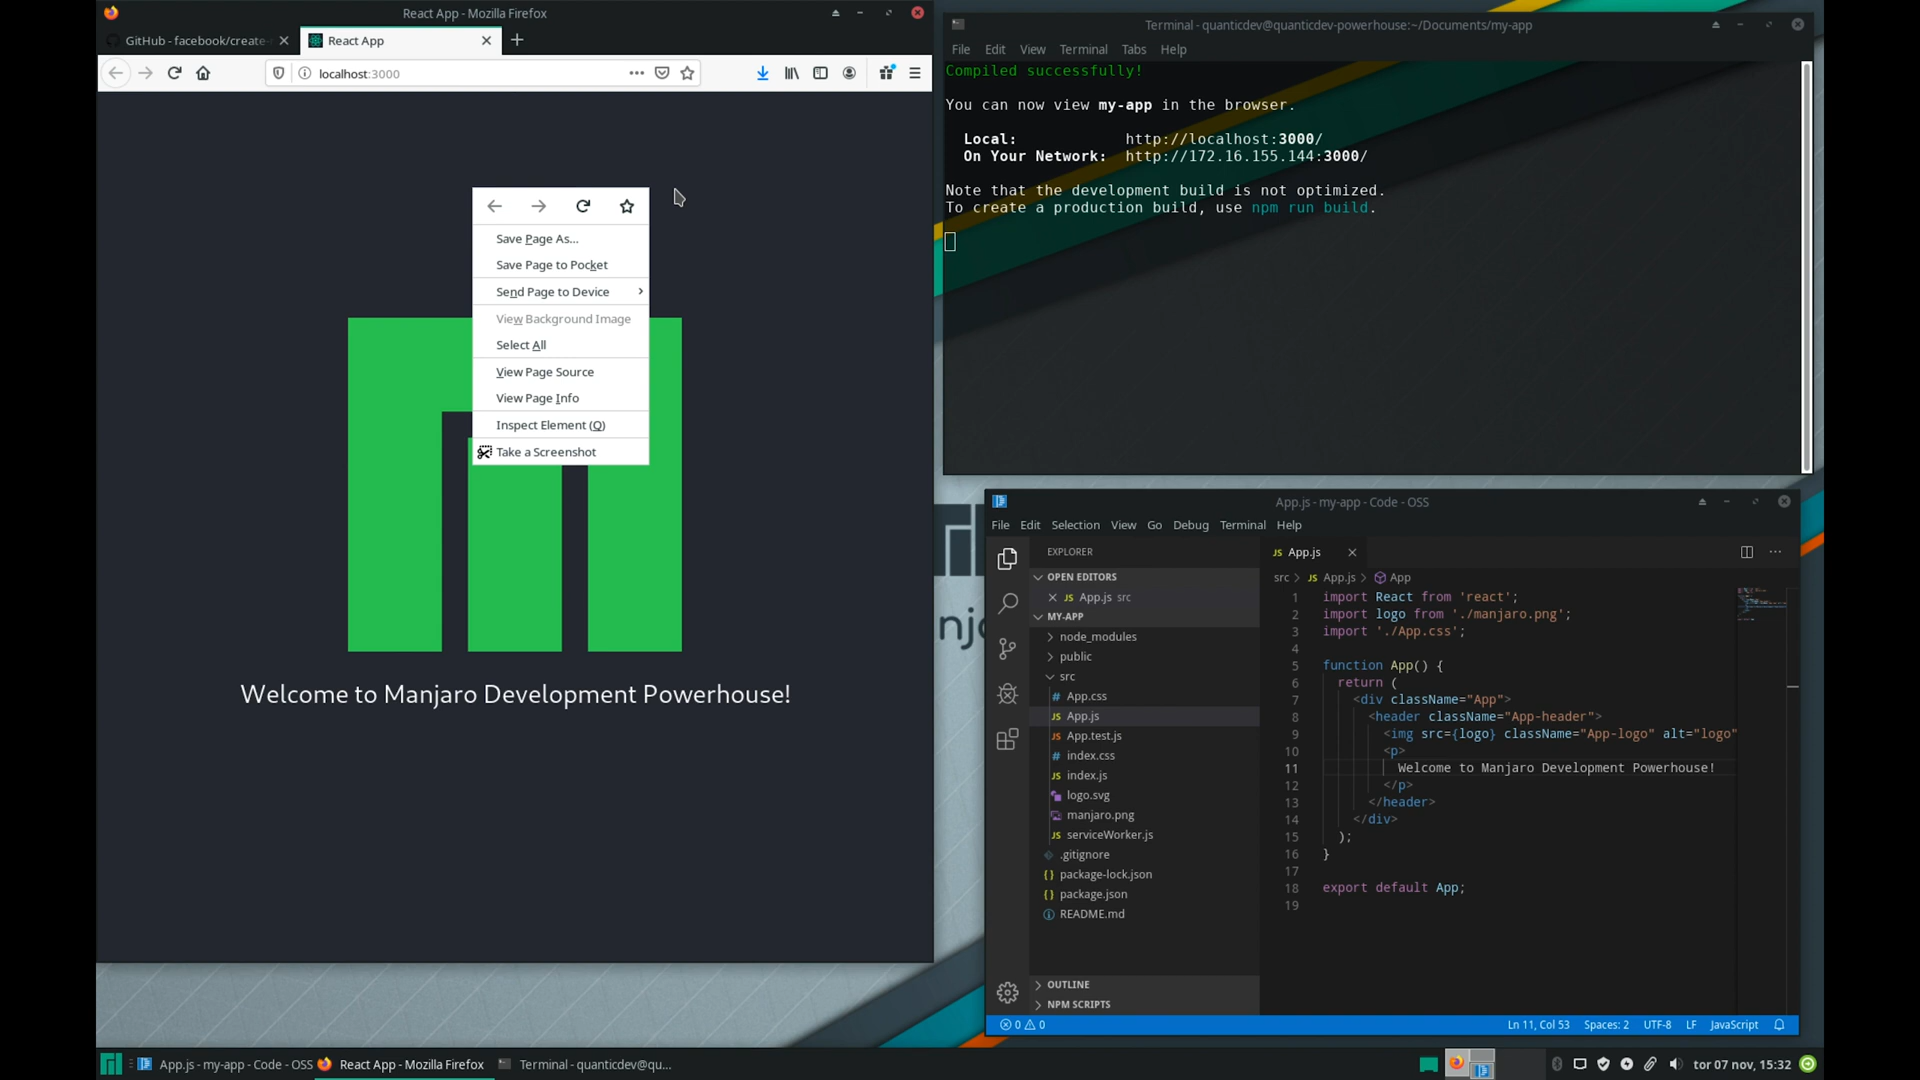 React App - Mozilla Firefox
GitHub - facebook/create-
React App
localhost:3000
Save Page As...
Save Page to Pocket
Send Page to Device
View Background Image
Select All
View Page Source
View Page Info
Inspect Element (Q)
Take a Screenshot
Welcome to Manjaro Development Powerhouse!
Terminal - quanticdev@quanticdev-powerhouse:~/Documents/my-app
File Edit View Terminal Tabs Help
Compiled successfully!
You can now view my-app in the browser.
Local: http://localhost:3000/
On Your Network: http://172.16.155.144:3000/
Note that the development build is not optimized.
To create a production build, use npm run build.
App.js - my-app - Code - OSS
File Edit Selection View Go Debug Terminal Help
EXPLORER
OPEN EDITORS
JS App.js src
MY-APP
node_modules
public
src
# App.css
JS App.js
JS App.test.js
# index.css
JS index.js
logo.svg
manjaro.png
JS serviceWorker.js
.gitignore
{} package-lock.json
{} package.json
README.md
OUTLINE
NPM SCRIPTS
JS App.js
src > JS App.js > App
1 import React from 'react';
2 import logo from './manjaro.png';
3 import './App.css';
4
5 function App() {
6 return (
7 <div className="App">
8 <header className="App-header">
9 <img src={logo} className="App-logo" alt="logo"
10 <p>
11 Welcome to Manjaro Development Powerhouse!
12 </p>
13 </header>
14 </div>
15 );
16 }
17
18 export default App;
19
0 0
Ln 11, Col 53 Spaces: 2 UTF-8 LF JavaScript
App.js - my-app - Code - OSS
React App - Mozilla Firefox
Terminal - quanticdev@qu...
tor 07 nov, 15:32